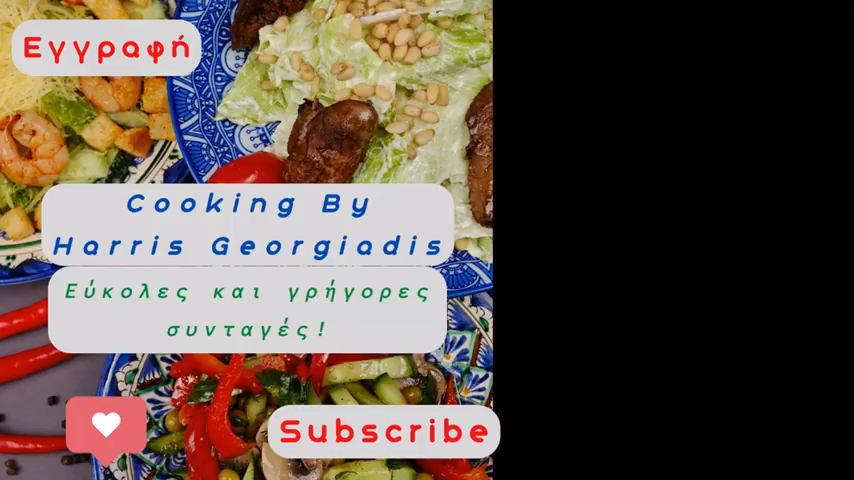 Εγγραφή
Cooking By
Harris Georgiadis
Εύκολες και γρήγορες
συνταγές!
Subscribe